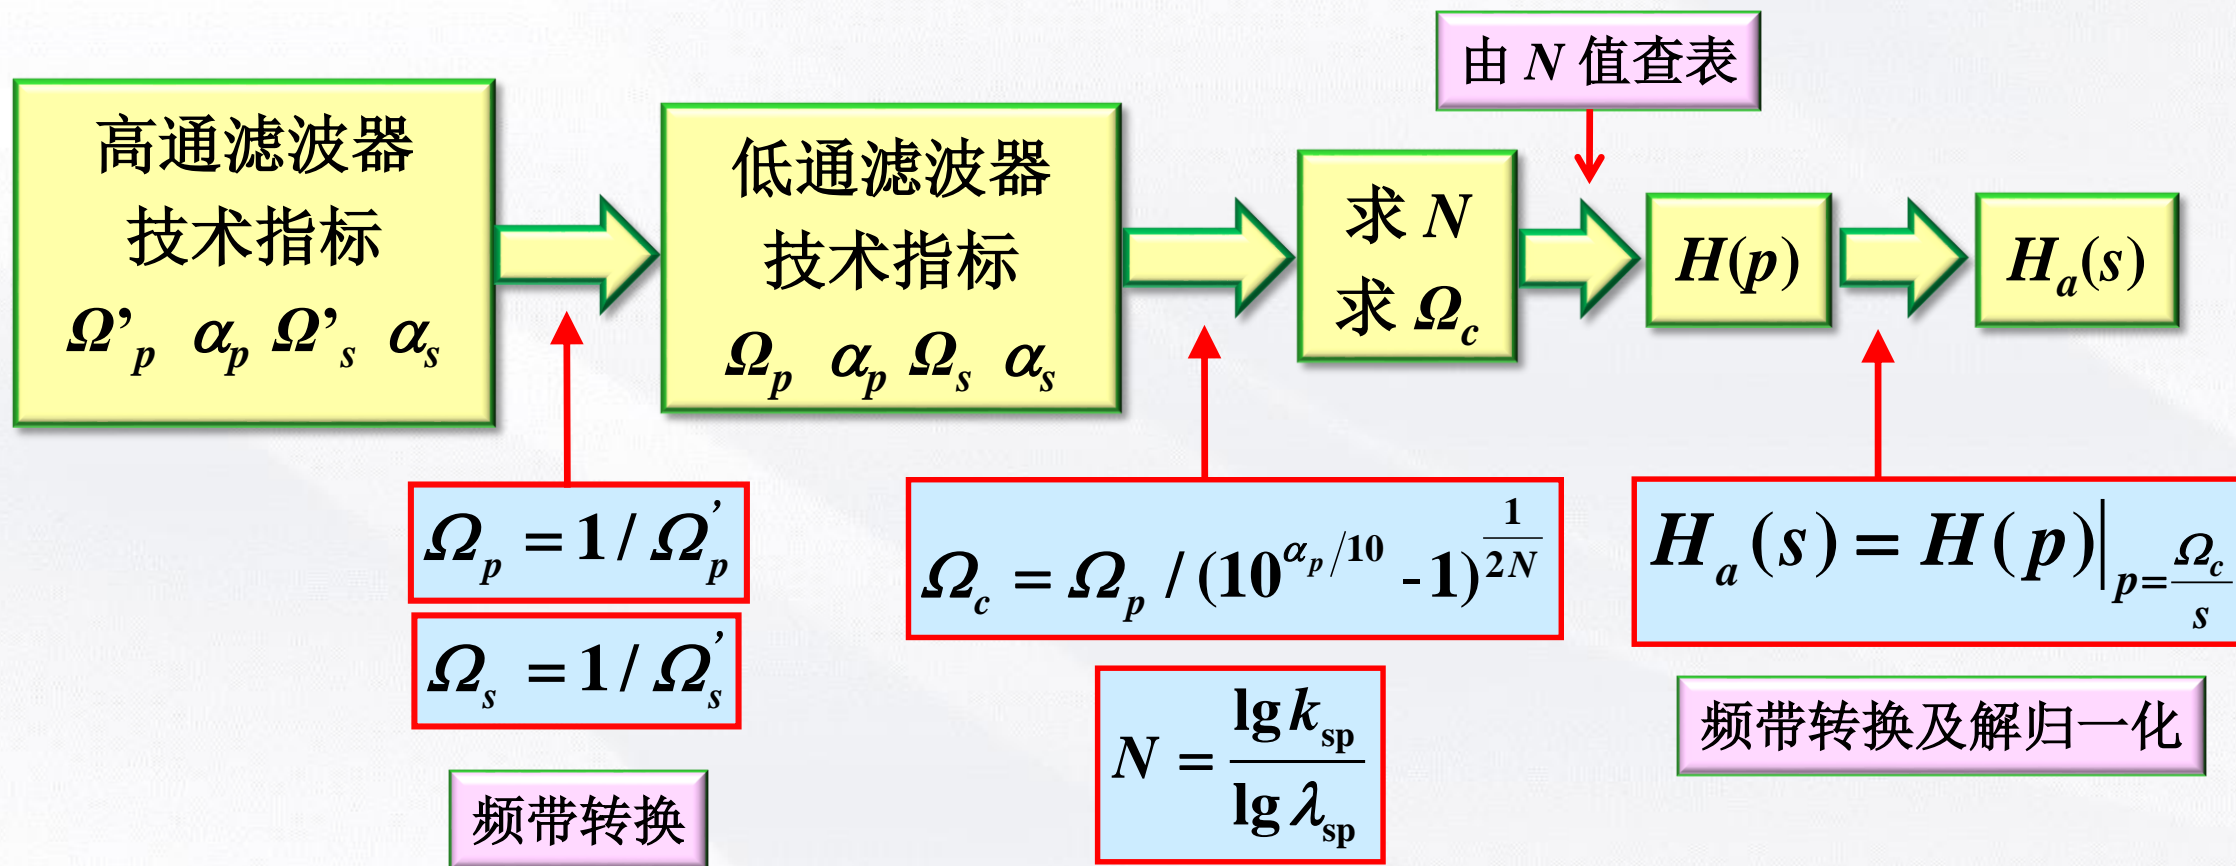 高通滤波器
技术指标
Ω’p αp Ω’s αs
低通滤波器
技术指标
Ωp αp Ωs αs
由 N 值查表
求 N
求 Ωc
H(p)
Ha(s)
Ωp = 1 / Ω'p
Ωs = 1 / Ω's
频带转换
Ωc = Ωp / (10^{αp/10} - 1)^{1/2N}
N = lg ksp / lg λsp
Ha(s) = H(p)|p=Ωc/s
频带转换及解归一化